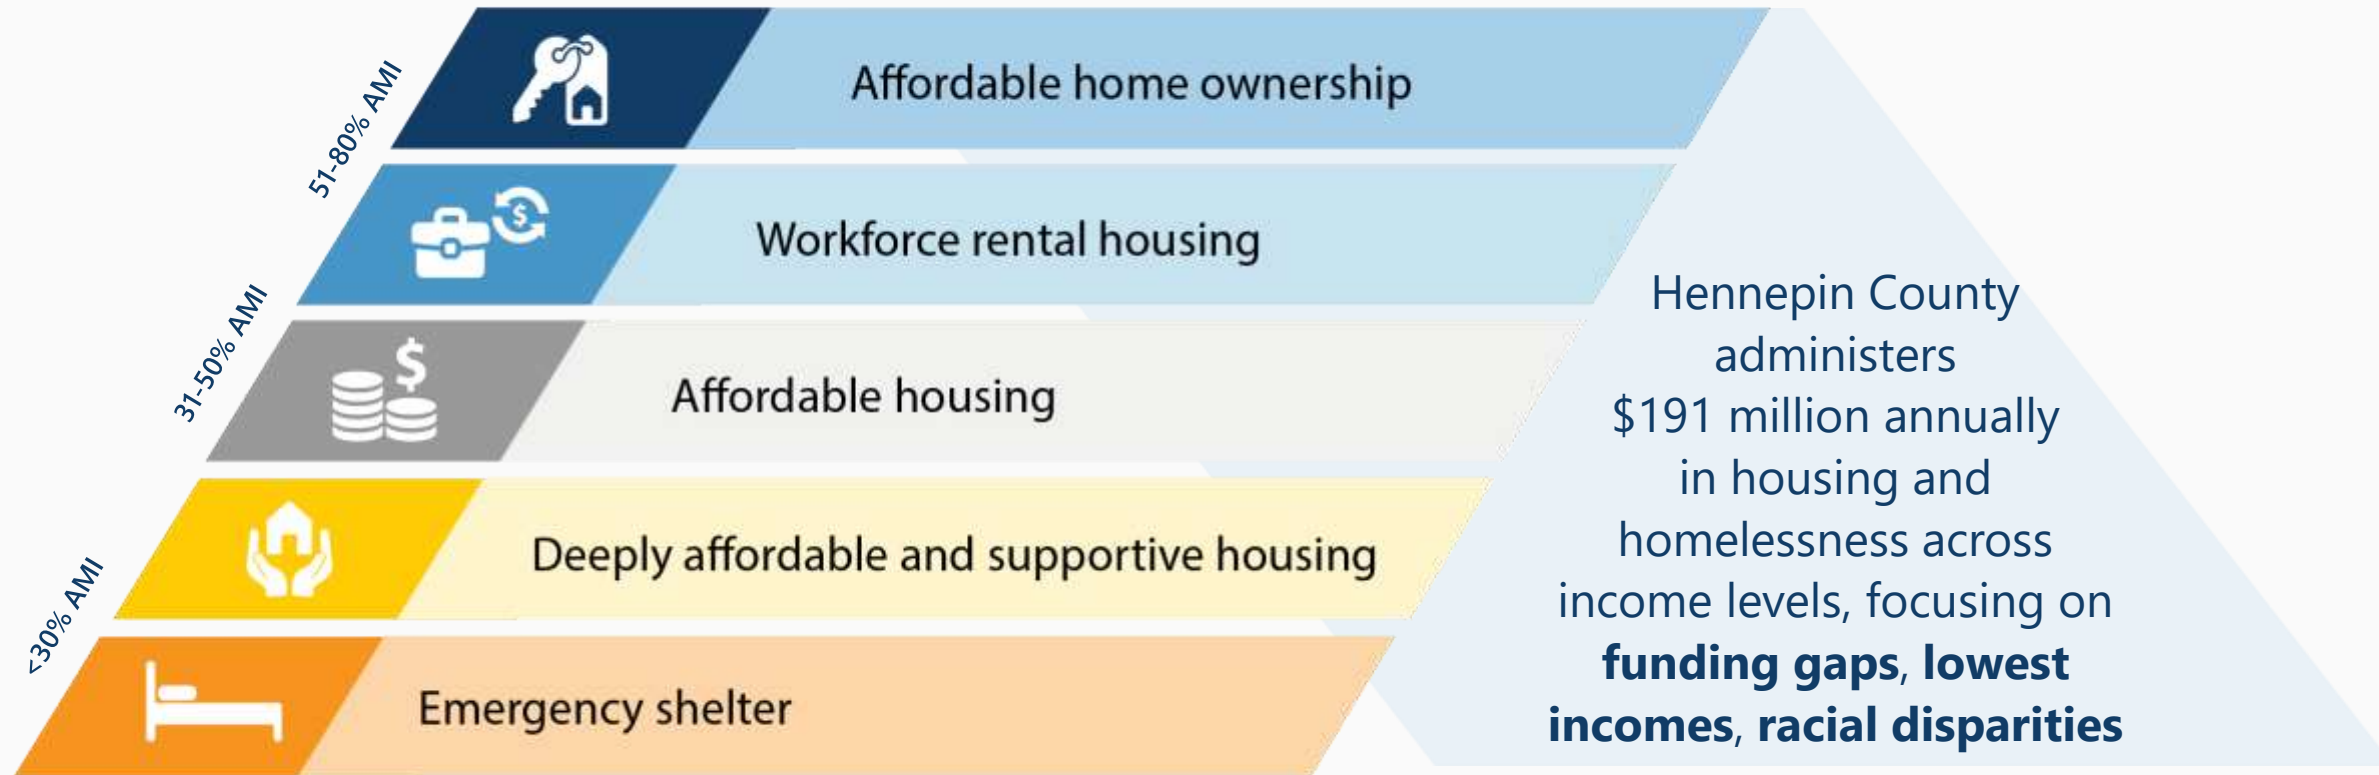 51-80% AMI
Affordable home ownership
Workforce rental housing
31-50% AMI
Affordable housing
<30% AMI
Deeply affordable and supportive housing
Emergency shelter
Hennepin County
administers
$191 million annually
in housing and
homelessness across
income levels, focusing on
funding gaps, lowest
incomes, racial disparities
$
$